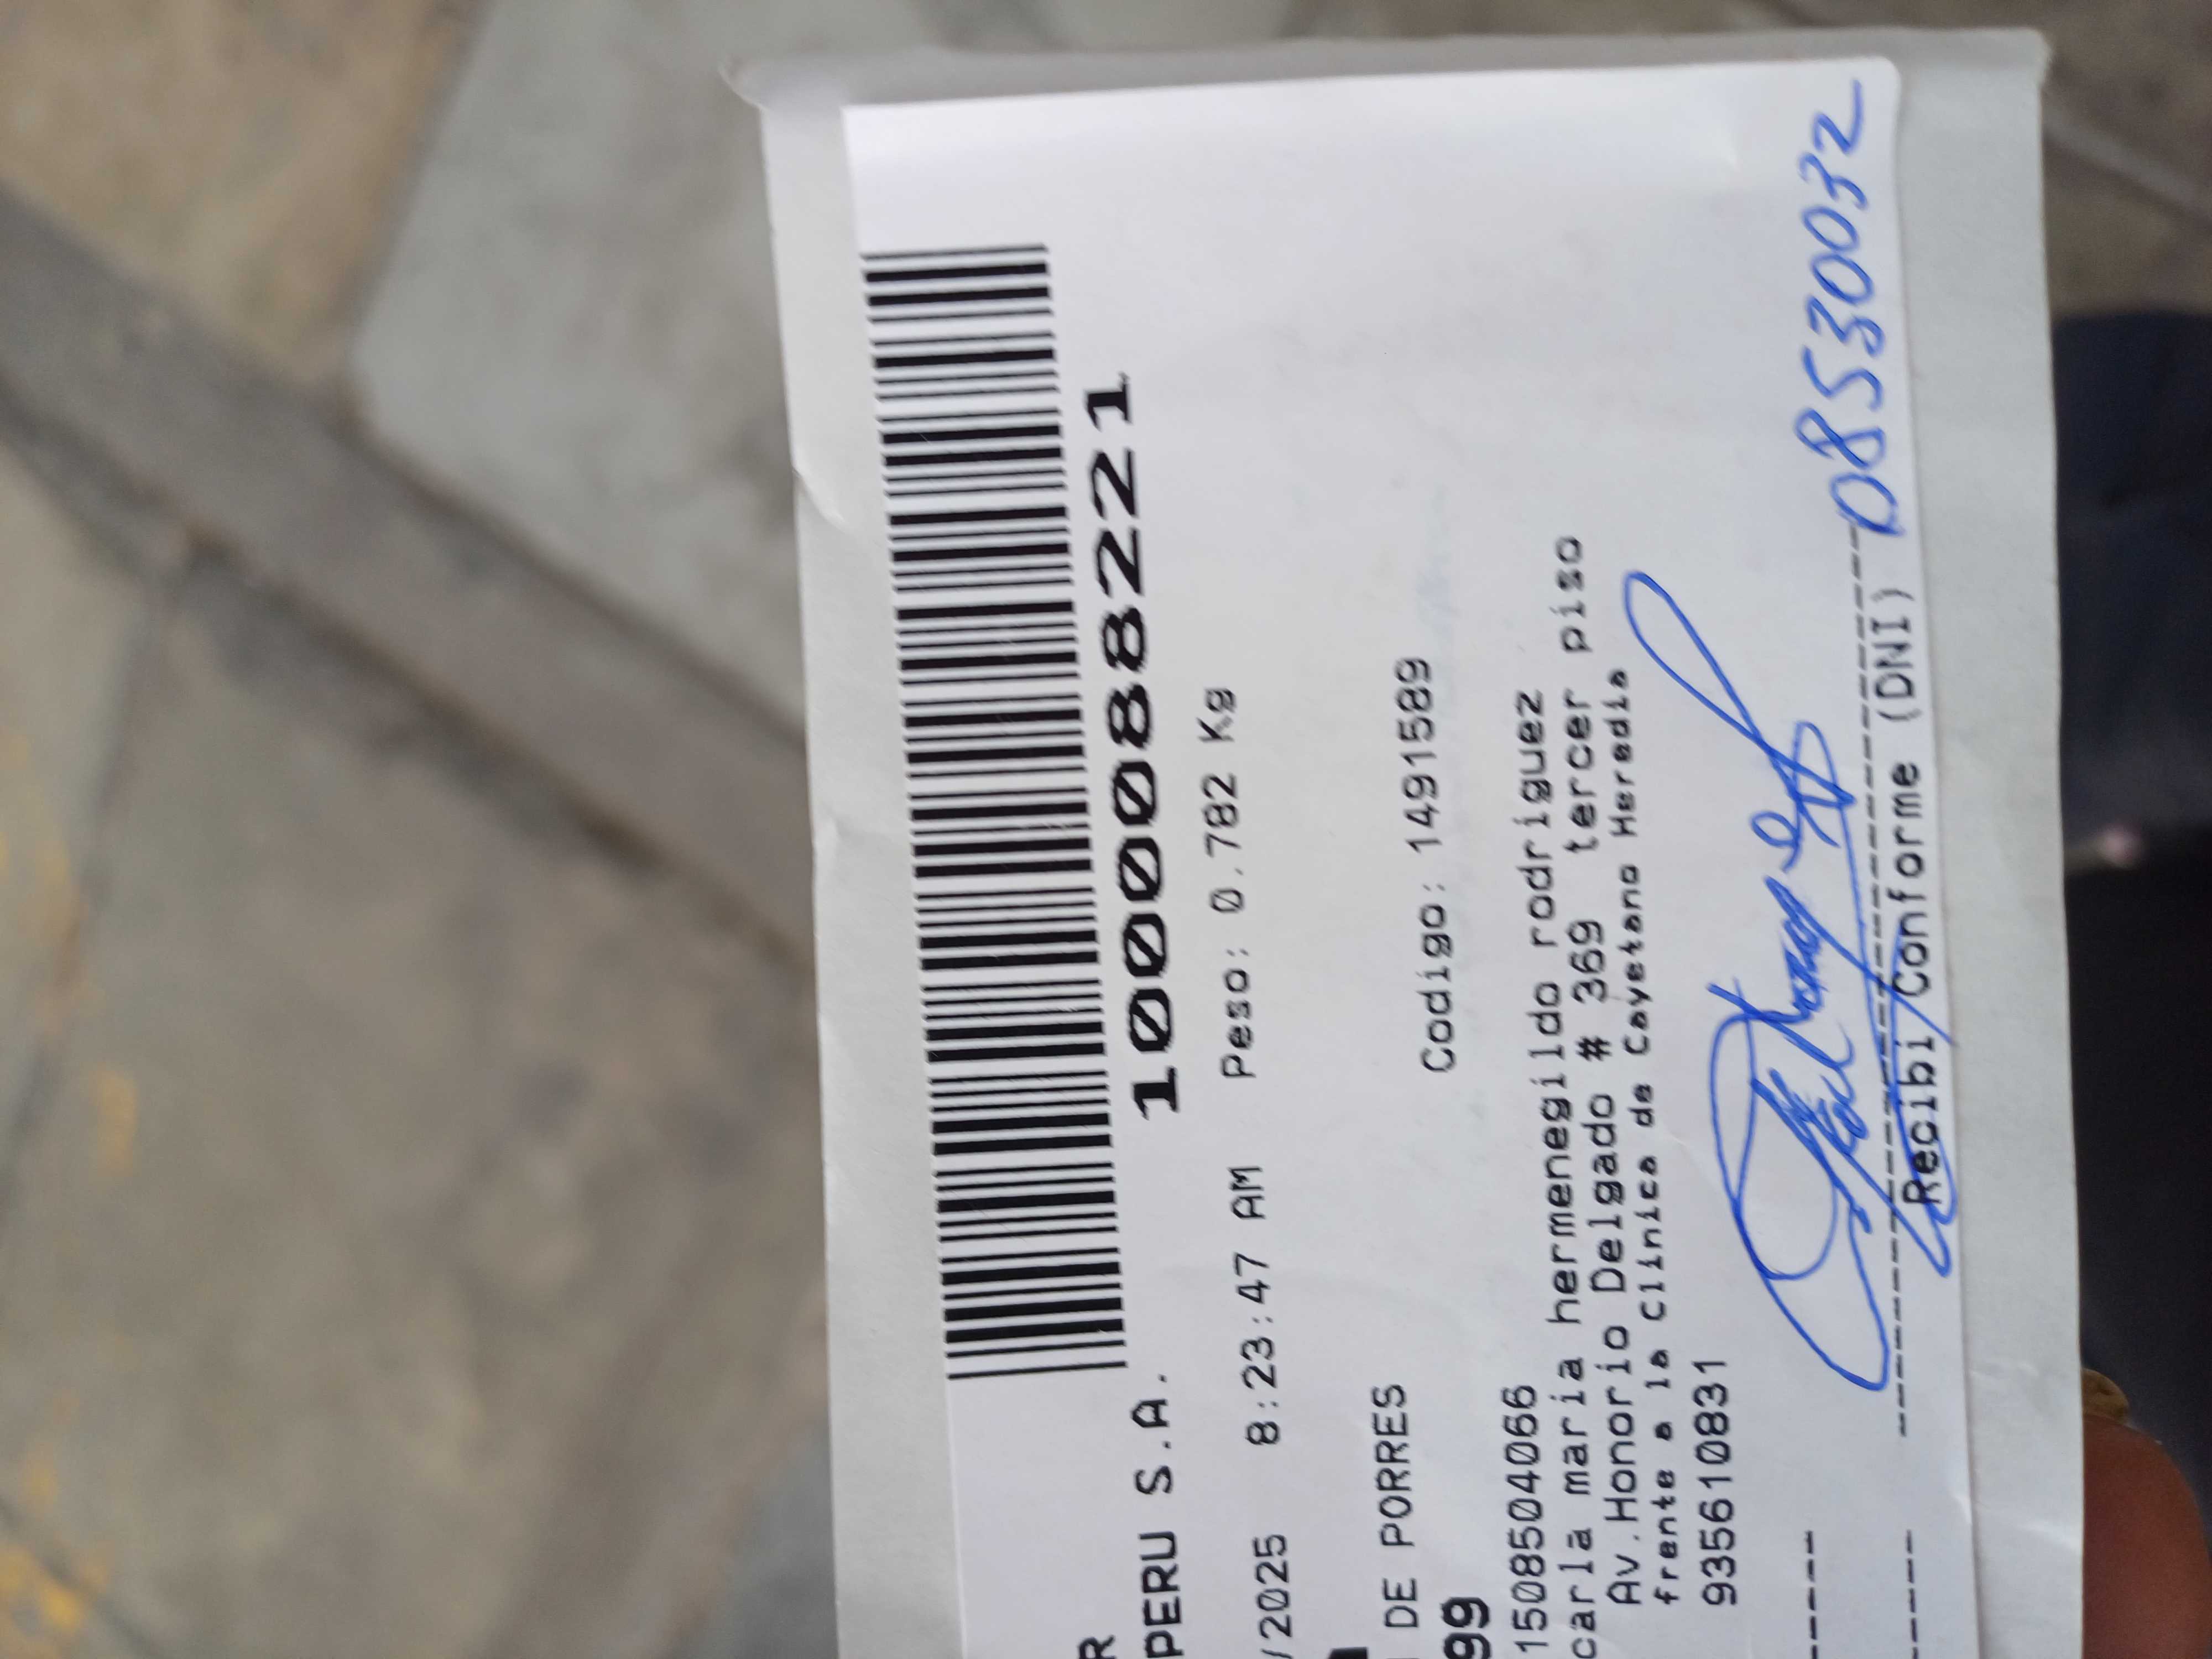 R
PERU S.A.
1000088221
/2025 8:23:47 AM Peso: 0.782 Kg
DE PORRES
99 Codigo: 1491589
1508504066
carla maria hermenegildo rodriguez
Av.Honorio Delgado # 369 tercer piso
frente a la clinica de Cayetano Heredia
935610831
08530032
Recibi Conforme (DNI)